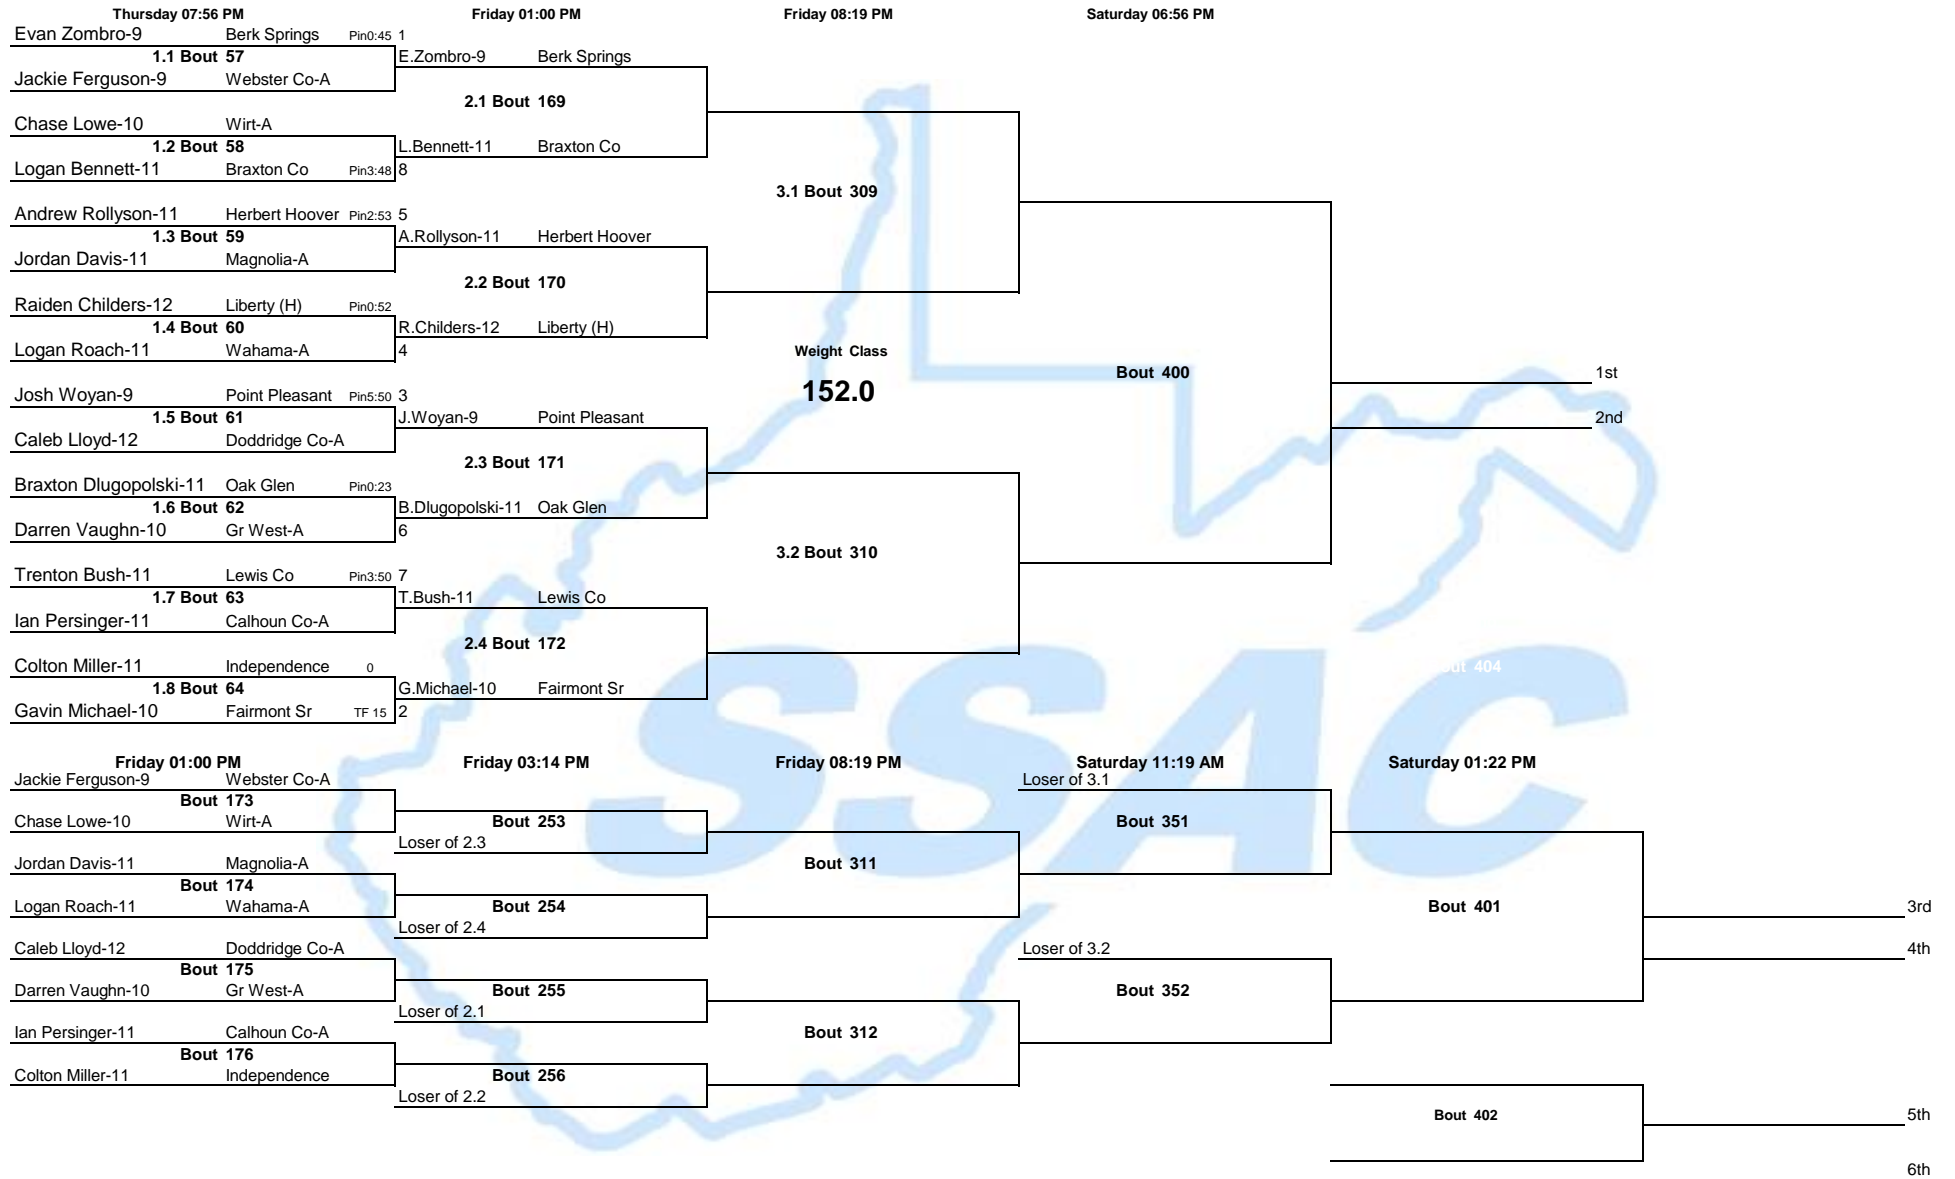 Thursday 07:56 PM Friday 01:00 PM Friday 08:19 PM Saturday 06:56 PM
Evan Zombro-9 Berk Springs Pin0:45 1
1.1 Bout 57 E.Zombro-9 Berk Springs
Jackie Ferguson-9 Webster Co-A
2.1 Bout 169
Chase Lowe-10 Wirt-A
1.2 Bout 58 L.Bennett-11 Braxton Co
Logan Bennett-11 Braxton Co Pin3:48 8
3.1 Bout 309
Andrew Rollyson-11 Herbert Hoover Pin2:53 5
1.3 Bout 59 A.Rollyson-11 Herbert Hoover
Jordan Davis-11 Magnolia-A
2.2 Bout 170
Raiden Childers-12 Liberty (H) Pin0:52
1.4 Bout 60 R.Childers-12 Liberty (H)
Logan Roach-11 Wahama-A 4 Weight Class
Bout 400 1st
Josh Woyan-9 Point Pleasant Pin5:50 3 152.0
1.5 Bout 61 J.Woyan-9 Point Pleasant 2nd
Caleb Lloyd-12 Doddridge Co-A
2.3 Bout 171
Braxton Dlugopolski-11 Oak Glen Pin0:23
1.6 Bout 62 B.Dlugopolski-11 Oak Glen
Darren Vaughn-10 Gr West-A 6
3.2 Bout 310
Trenton Bush-11 Lewis Co Pin3:50 7
1.7 Bout 63 T.Bush-11 Lewis Co
Ian Persinger-11 Calhoun Co-A
2.4 Bout 172
Colton Miller-11 Independence 0 Bout 404
1.8 Bout 64 G.Michael-10 Fairmont Sr
Gavin Michael-10 Fairmont Sr TF 15 2
SSAC
Friday 01:00 PM Friday 03:14 PM Friday 08:19 PM Saturday 11:19 AM Saturday 01:22 PM
Jackie Ferguson-9 Webster Co-A Loser of 3.1
Bout 173
Chase Lowe-10 Wirt-A Bout 253 Bout 351
Loser of 2.3
Jordan Davis-11 Magnolia-A Bout 311
Bout 174
Logan Roach-11 Wahama-A Bout 254 Bout 401 3rd
Loser of 2.4
Caleb Lloyd-12 Doddridge Co-A Loser of 3.2 4th
Bout 175
Darren Vaughn-10 Gr West-A Bout 255 Bout 352
Loser of 2.1
Ian Persinger-11 Calhoun Co-A Bout 312
Bout 176
Colton Miller-11 Independence Bout 256
Loser of 2.2
Bout 402 5th
6th